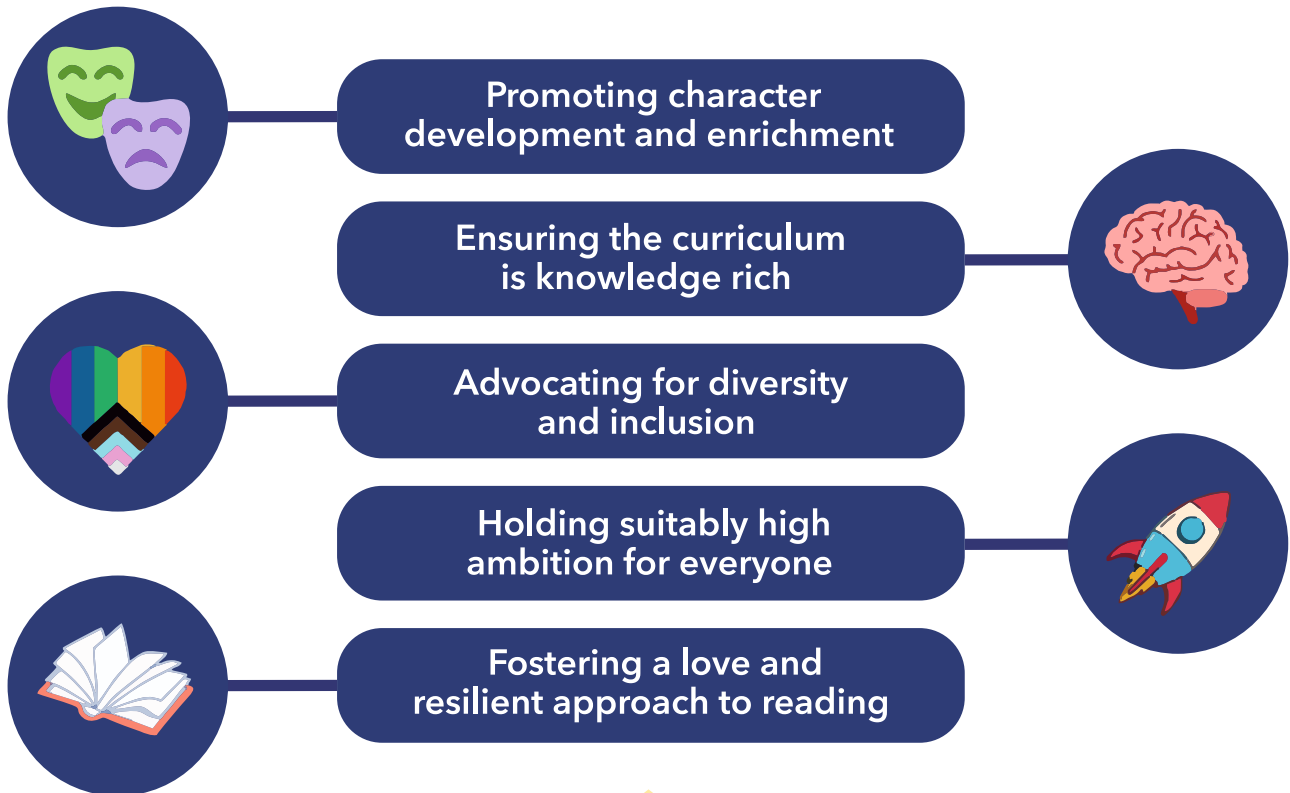 Promoting character
development and enrichment
Ensuring the curriculum
is knowledge rich
Advocating for diversity
and inclusion
Holding suitably high
ambition for everyone
Fostering a love and
resilient approach to reading